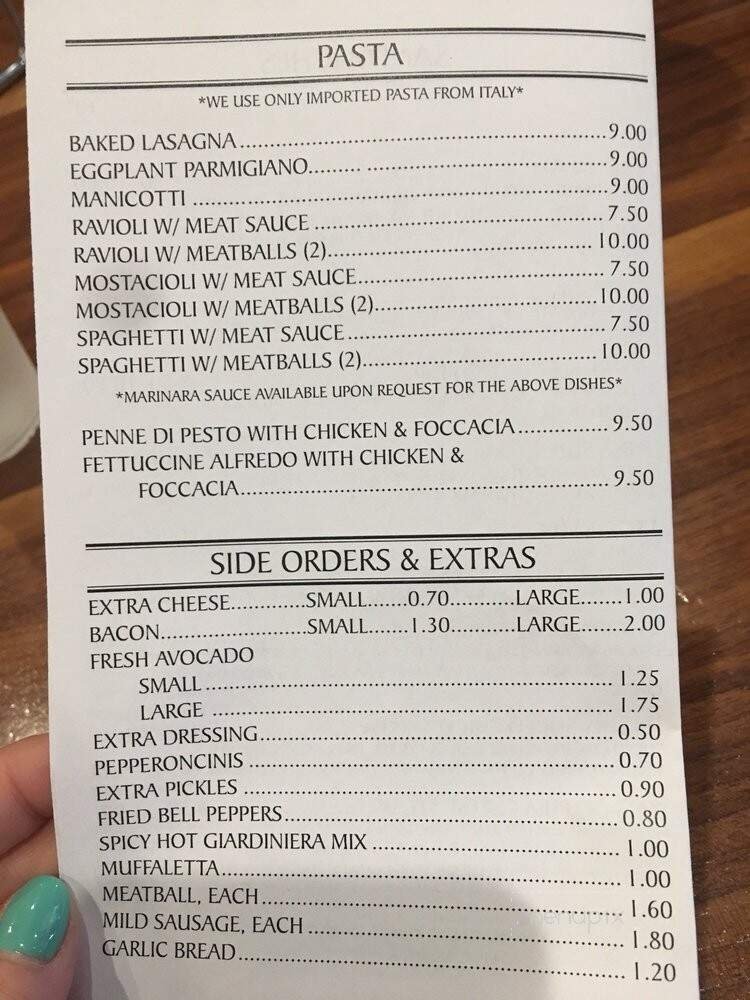 PASTA
*WE USE ONLY IMPORTED PASTA FROM ITALY*
BAKED LASAGNA....................9.00
EGGPLANT PARMIGIANO....................9.00
MANICOTTI....................9.00
RAVIOLI W/ MEAT SAUCE....................7.50
RAVIOLI W/ MEATBALLS (2)....................10.00
MOSTACIOLI W/ MEAT SAUCE....................7.50
MOSTACIOLI W/ MEATBALLS (2)....................10.00
SPAGHETTI W/ MEAT SAUCE....................7.50
SPAGHETTI W/ MEATBALLS (2)....................10.00
*MARINARA SAUCE AVAILABLE UPON REQUEST FOR THE ABOVE DISHES*
PENNE DI PESTO WITH CHICKEN & FOCCACIA...............9.50
FETTUCCINE ALFREDO WITH CHICKEN &
FOCCACIA....................9.50
SIDE ORDERS & EXTRAS
EXTRA CHEESE.............SMALL.......0.70...........LARGE.......1.00
BACON.............SMALL.......1.30...........LARGE.......2.00
FRESH AVOCADO
SMALL....................1.25
LARGE....................1.75
EXTRA DRESSING....................0.50
PEPPERONCINIS....................0.70
EXTRA PICKLES....................0.90
FRIED BELL PEPPERS....................0.80
SPICY HOT GIARDINIERA MIX....................1.00
MUFFALETTA....................1.00
MEATBALL, EACH....................1.60
MILD SAUSAGE, EACH....................1.80
GARLIC BREAD....................1.20